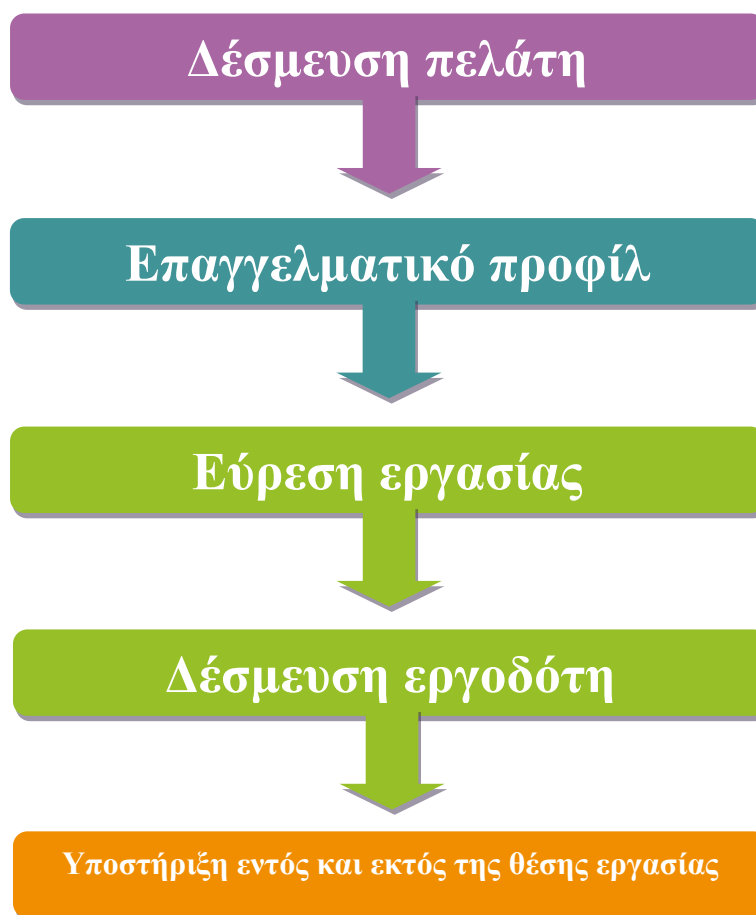 Δέσμευση πελάτη
Επαγγελματικό προφίλ
Εύρεση εργασίας
Δέσμευση εργοδότη
Υποστήριξη εντός και εκτός της θέσης εργασίας